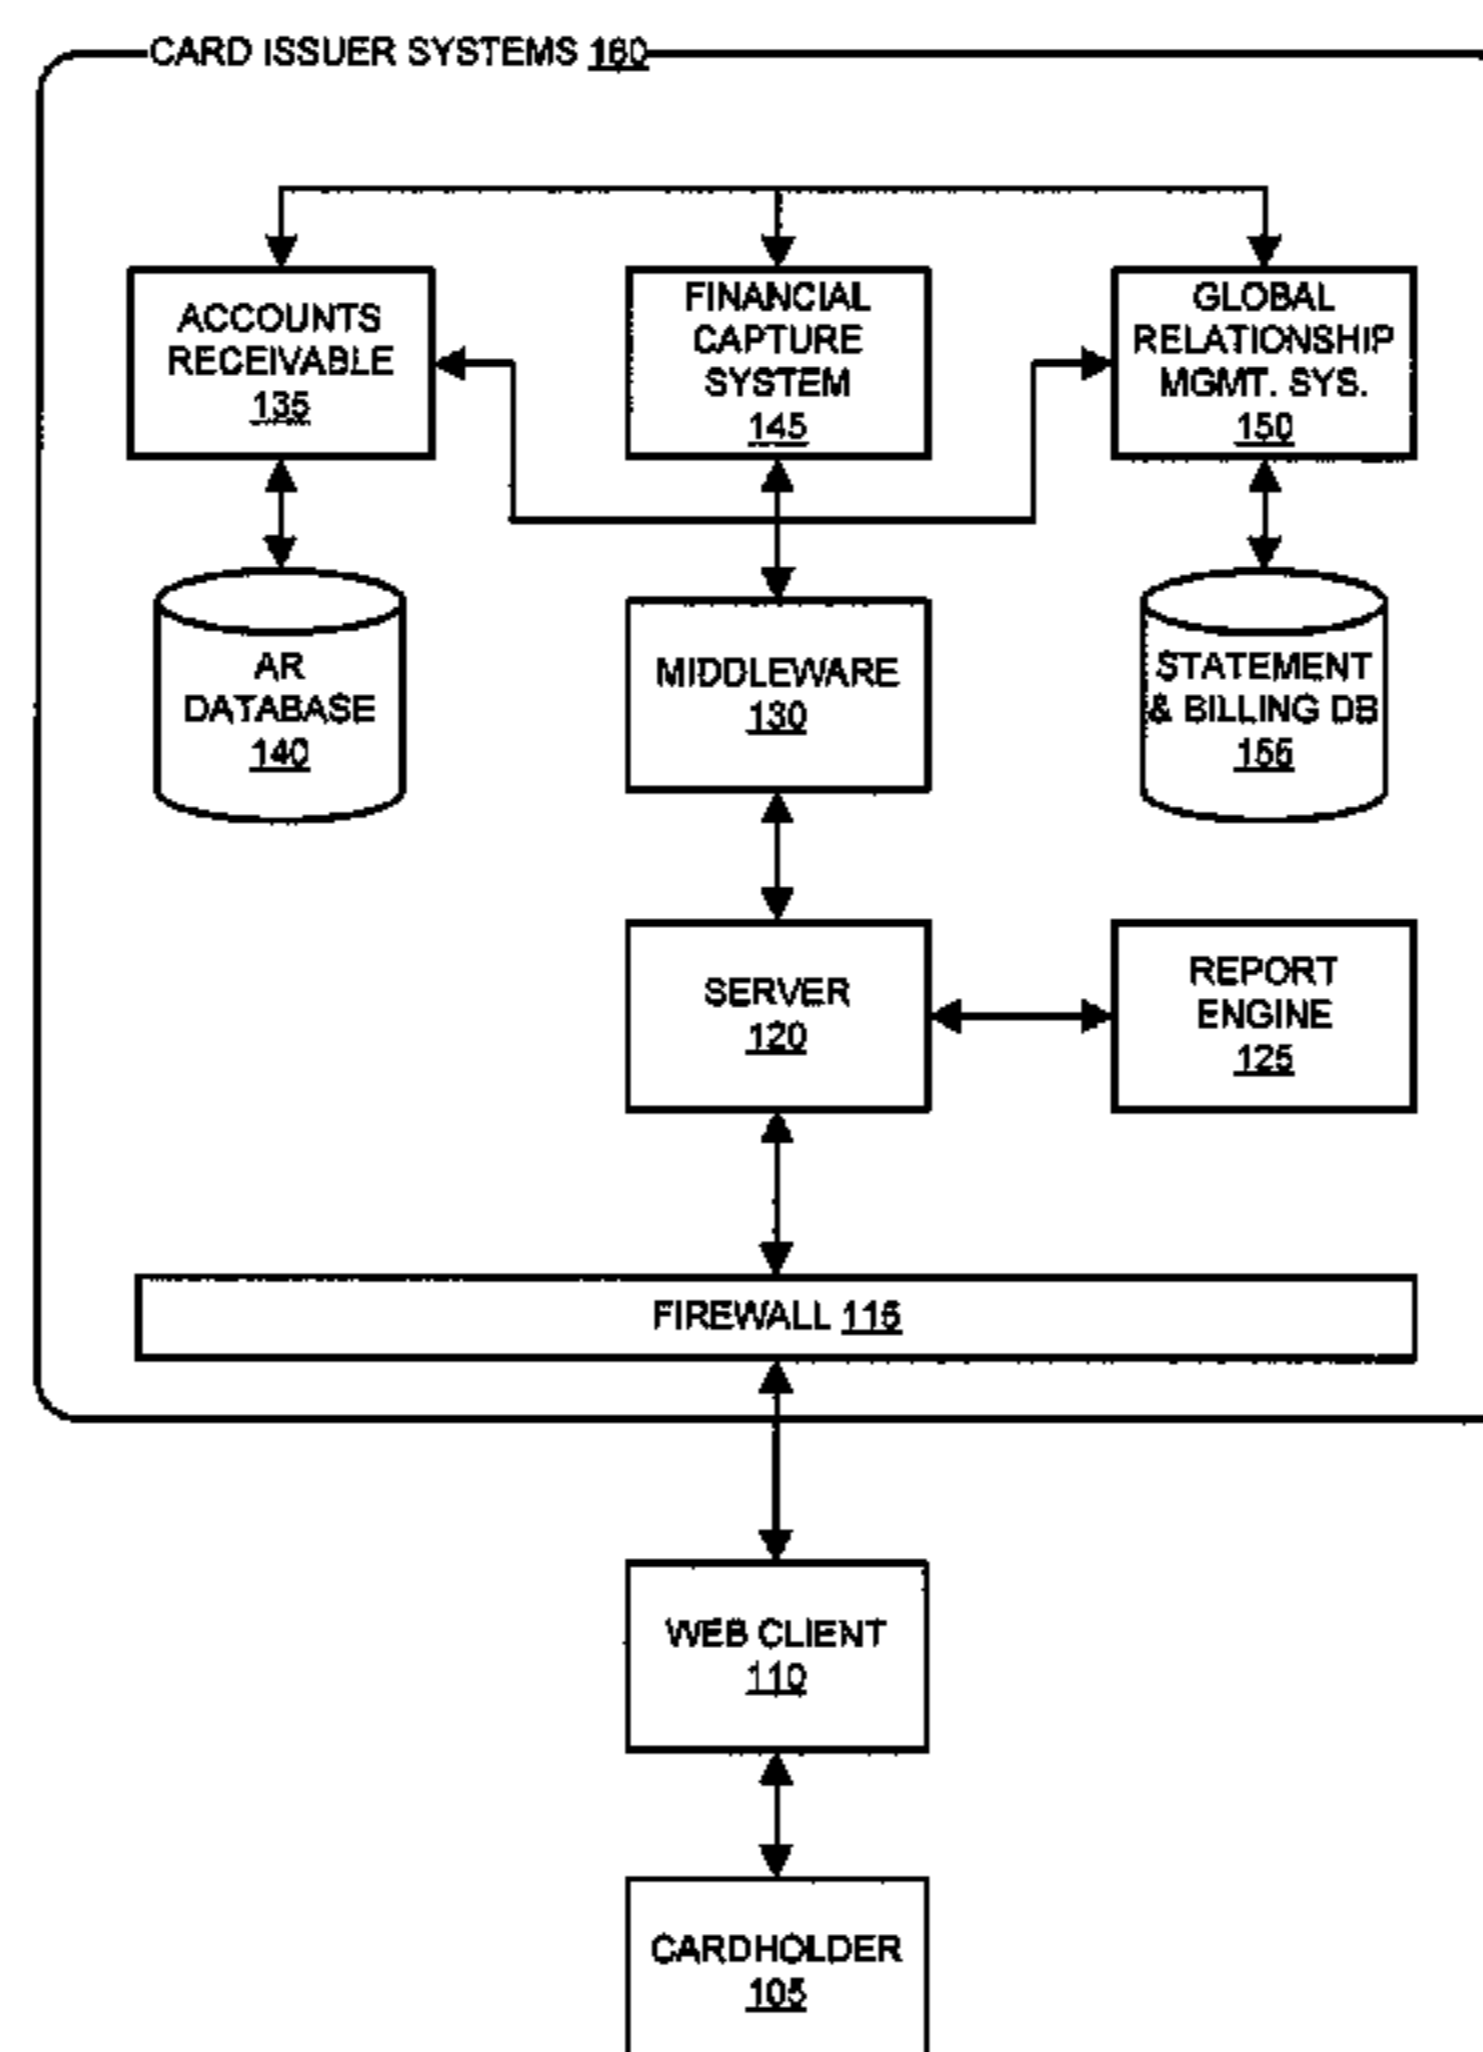 CARD ISSUER SYSTEMS 160
ACCOUNTS
RECEIVABLE
135
FINANCIAL
CAPTURE
SYSTEM
145
GLOBAL
RELATIONSHIP
MGMT. SYS.
150
AR
DATABASE
140
MIDDLEWARE
130
STATEMENT
& BILLING DB
155
SERVER
120
REPORT
ENGINE
125
FIREWALL 115
WEB CLIENT
110
CARDHOLDER
105